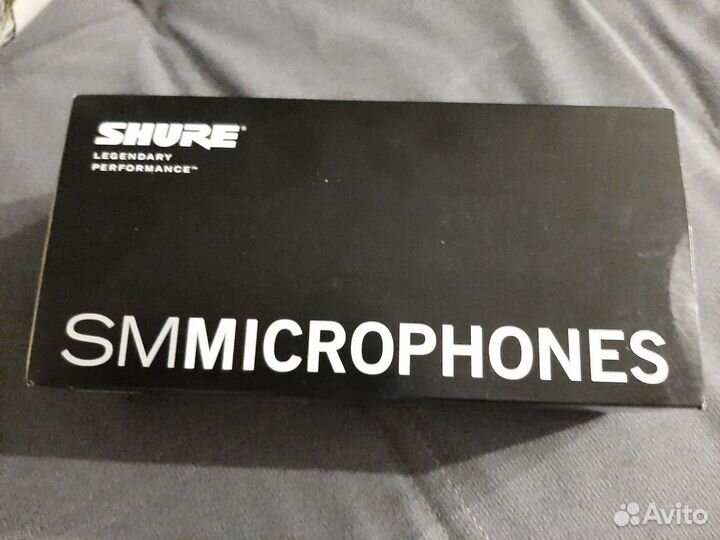 SHURE®
LEGENDARY
PERFORMANCE™
SMMICROPHONES
Avito